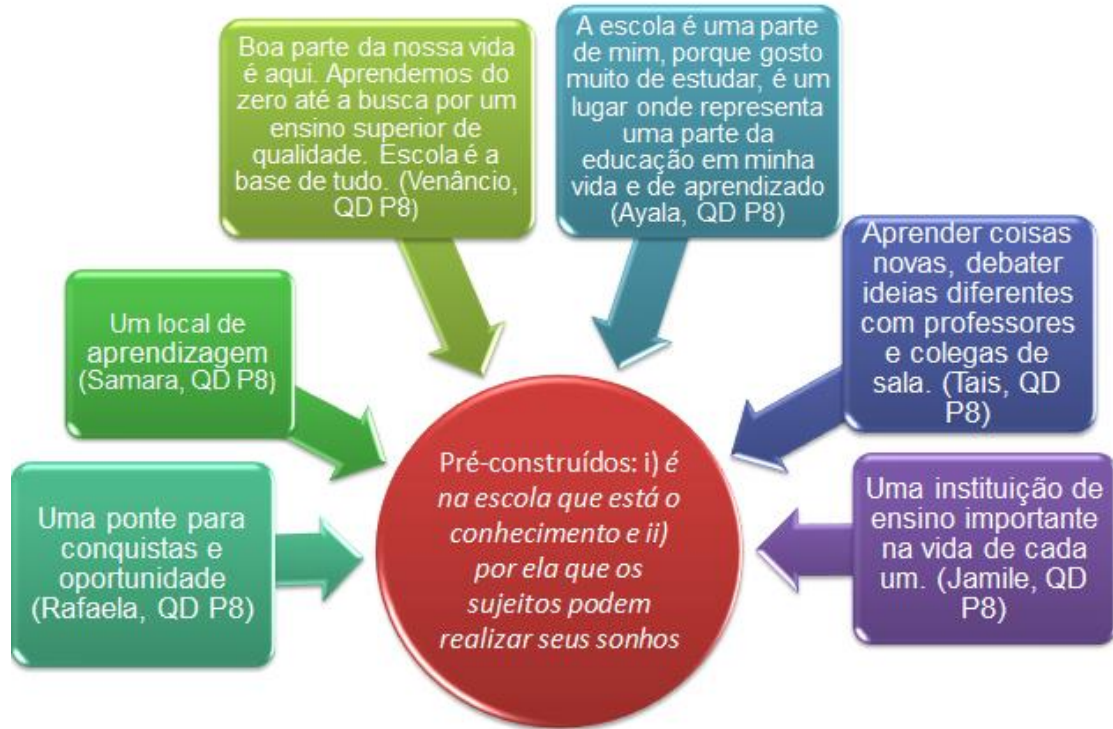 Boa parte da nossa vida
é aqui. Aprendemos do
zero até a busca por um
ensino superior de
qualidade. Escola é a
base de tudo. (Venâncio,
QD P8)
A escola é uma parte
de mim, porque gosto
muito de estudar, é um
lugar onde representa
uma parte da
educação em minha
vida e de aprendizado
(Ayala, QD P8)
Um local de
aprendizagem
(Samara, QD P8)
Aprender coisas
novas, debater
ideias diferentes
com professores
e colegas de
sala. (Tais, QD
P8)
Uma ponte para
conquistas e
oportunidade
(Rafaela, QD P8)
Pré-construídos: i) é
na escola que está o
conhecimento e ii)
por ela que os
sujeitos podem
realizar seus sonhos
Uma instituição de
ensino importante
na vida de cada
um. (Jamile, QD
P8)